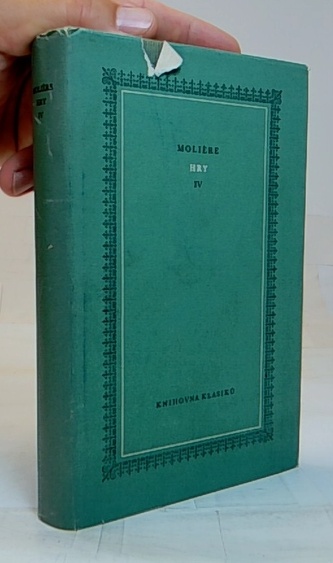 MOLIÈRE
HRY
IV
MOLIÈRE
HRY
IV
KNIHOVNA KLASIKŮ